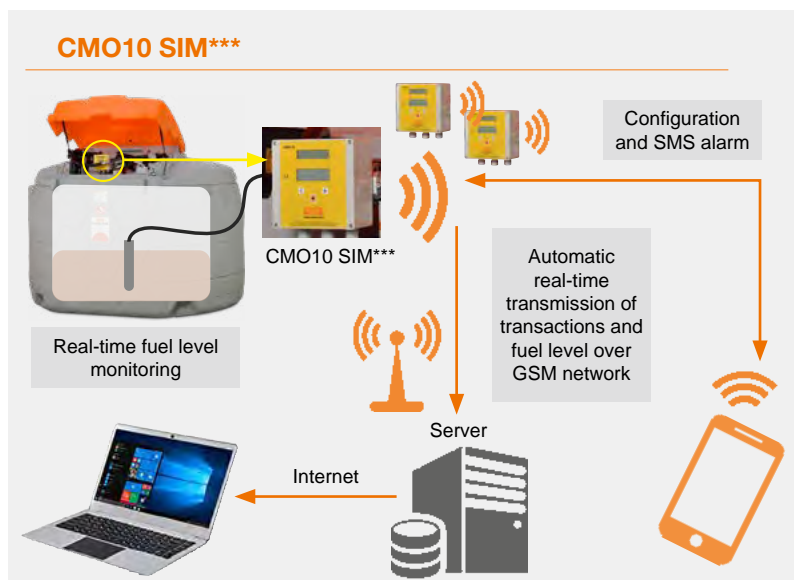 CMO10 SIM***
Configuration
and SMS alarm
CMO10 SIM***
Automatic
real-time
transmission of
transactions and
fuel level over
GSM network
Real-time fuel level
monitoring
Server
Internet